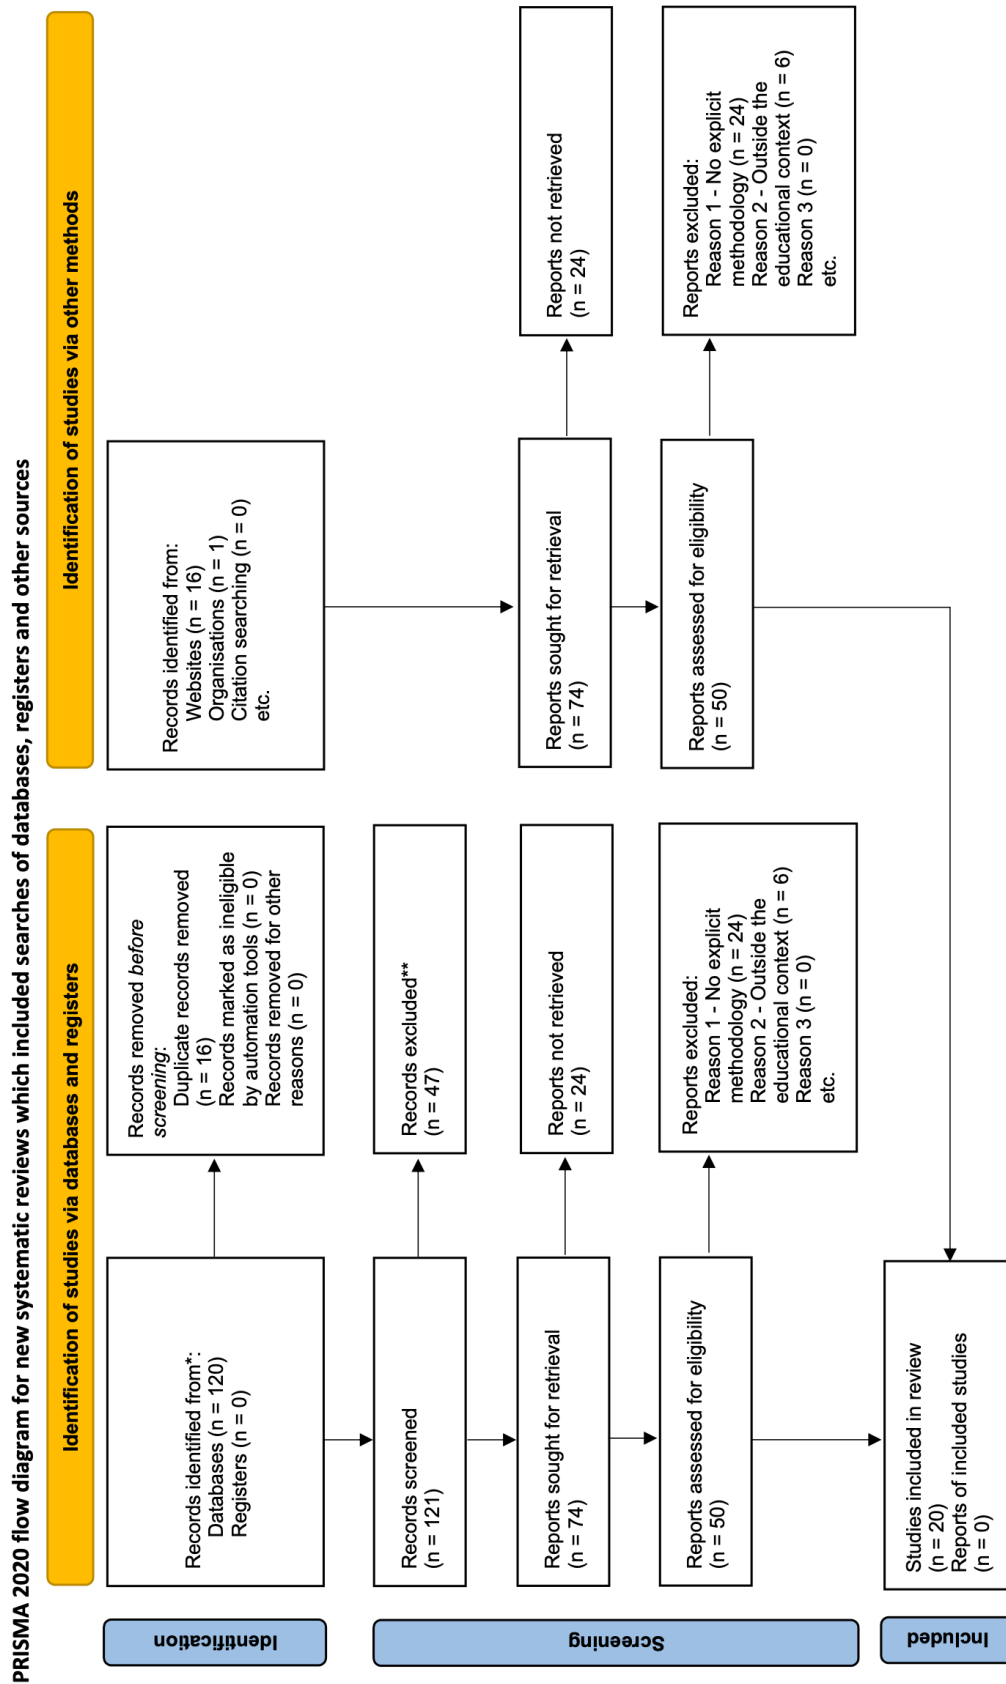 PRISMA 2020 flow diagram for new systematic reviews which included searches of databases, registers and other sources
Identification of studies via databases and registers
Identification of studies via other methods
Identification
Records identified from*:
Databases (n = 120)
Registers (n = 0)
Records removed before
screening:
Duplicate records removed
(n = 16)
Records marked as ineligible
by automation tools (n = 0)
Records removed for other
reasons (n = 0)
Records identified from:
Websites (n = 16)
Organisations (n = 1)
Citation searching (n = 0)
etc.
Screening
Records screened
(n = 121)
Records excluded**
(n = 47)
Reports sought for retrieval
(n = 74)
Reports not retrieved
(n = 24)
Reports sought for retrieval
(n = 74)
Reports not retrieved
(n = 24)
Reports assessed for eligibility
(n = 50)
Reports excluded:
Reason 1 - No explicit
methodology (n = 24)
Reason 2 - Outside the
educational context (n = 6)
Reason 3 (n = 0)
etc.
Reports assessed for eligibility
(n = 50)
Reports excluded:
Reason 1 - No explicit
methodology (n = 24)
Reason 2 - Outside the
educational context (n = 6)
Reason 3 (n = 0)
etc.
Included
Studies included in review
(n = 20)
Reports of included studies
(n = 0)